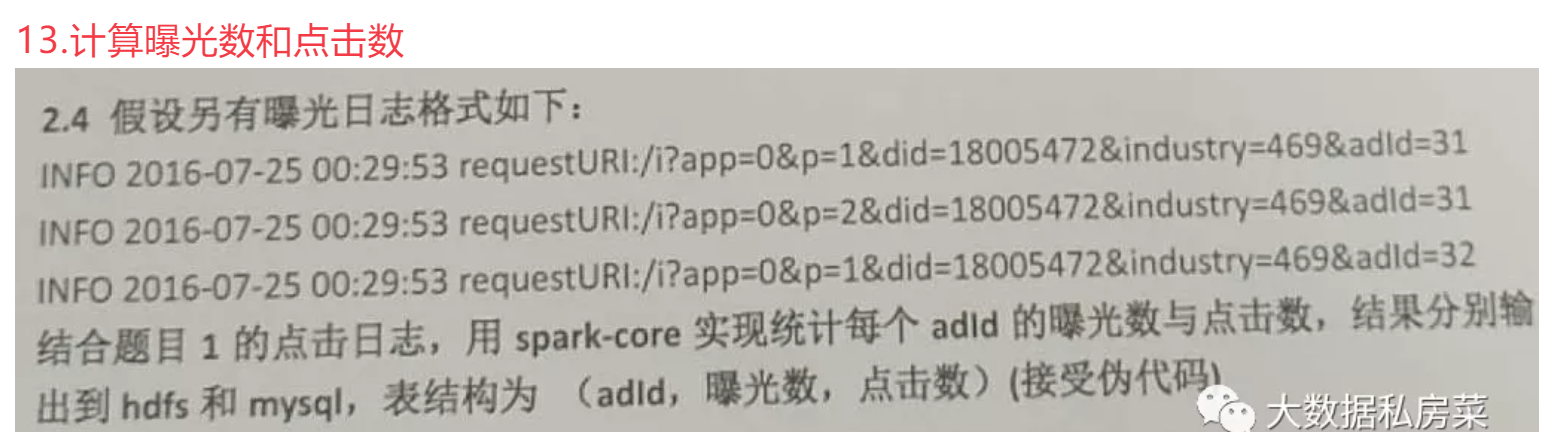 13.计算曝光数和点击数
2.4 假设另有曝光日志格式如下：
INFO 2016-07-25 00:29:53 requestURI:/i?app=0&p=1&did=18005472&industry=469&adId=31
INFO 2016-07-25 00:29:53 requestURI:/i?app=0&p=2&did=18005472&industry=469&adId=31
INFO 2016-07-25 00:29:53 requestURI:/i?app=0&p=1&did=18005472&industry=469&adId=32
结合题目 1 的点击日志，用 spark-core 实现统计每个 adId 的曝光数与点击数，结果分别输
出到 hdfs 和 mysql，表结构为 （adId，曝光数，点击数）(接受伪代码)
大数据私房菜